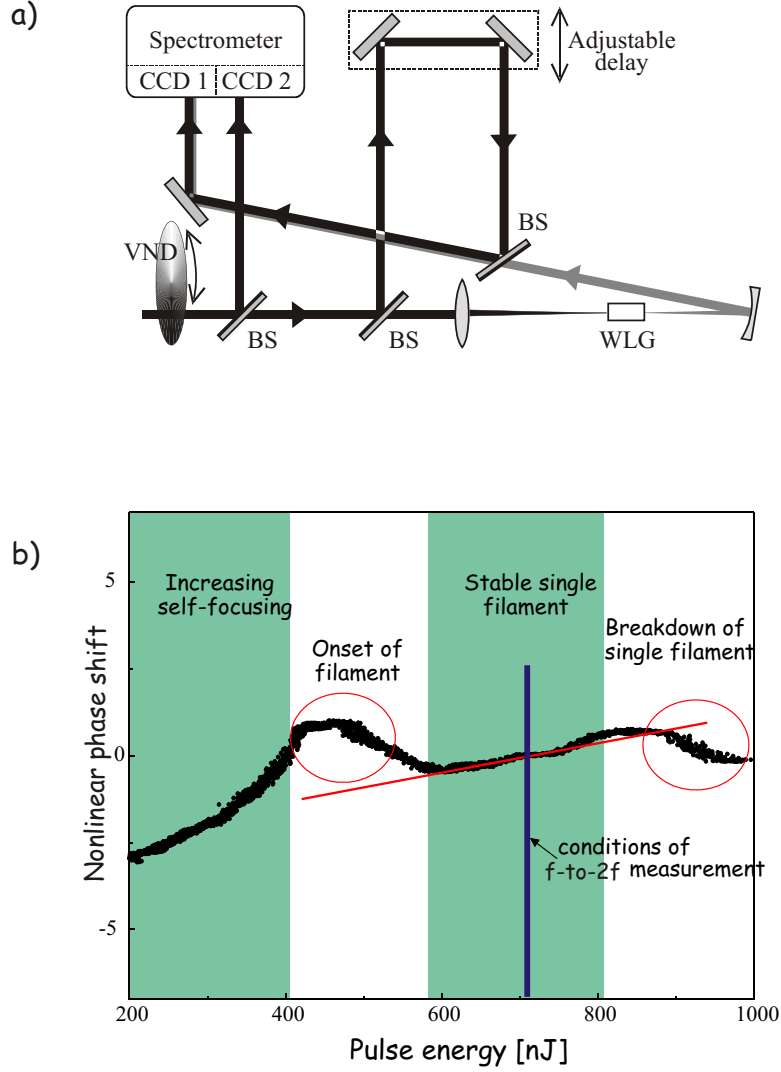 a)
Spectrometer
CCD 1 CCD 2
Adjustable
delay
BS
VND
BS
BS
WLG
b)
Increasing
self-focusing
Stable single
filament
Onset of
filament
Breakdown of
single filament
conditions of
f-to-2f measurement
Nonlinear phase shift
5
0
-5
200 400 600 800 1000
Pulse energy [nJ]